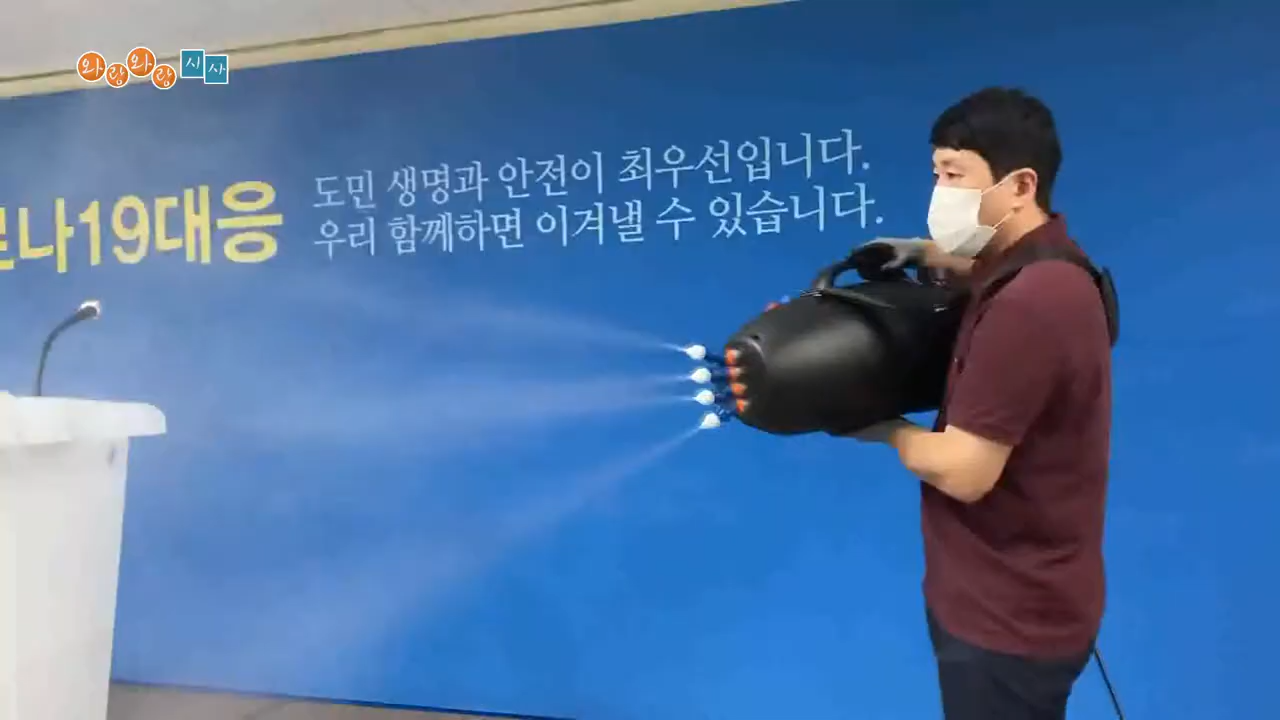 와랑와랑 시사
로나19대응
도민 생명과 안전이 최우선입니다.
우리 함께하면 이겨낼 수 있습니다.